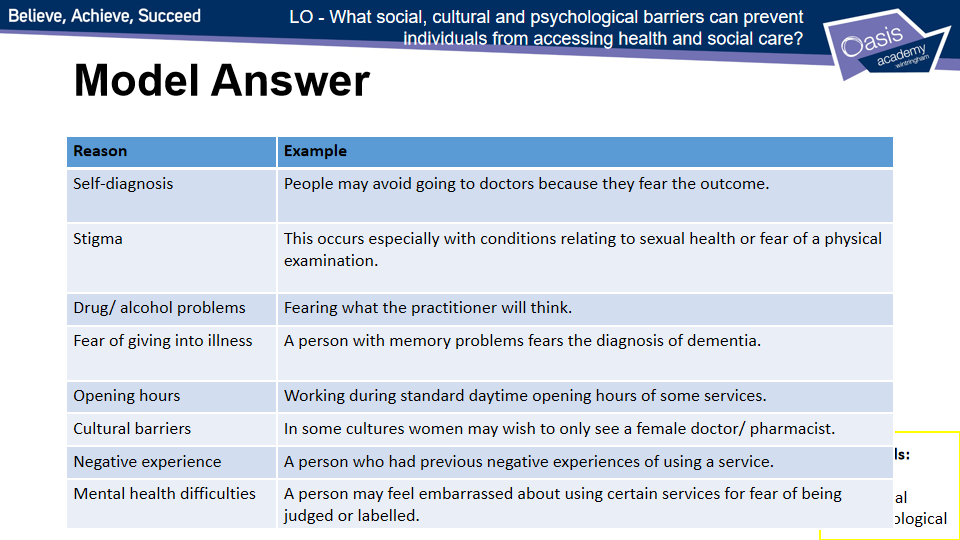 Believe, Achieve, Succeed
LO - What social, cultural and psychological barriers can prevent
individuals from accessing health and social care?
Oasis
academy
wintringham
Model Answer
Reason Example
Self-diagnosis People may avoid going to doctors because they fear the outcome.
Stigma This occurs especially with conditions relating to sexual health or fear of a physical
examination.
Drug/ alcohol problems Fearing what the practitioner will think.
Fear of giving into illness A person with memory problems fears the diagnosis of dementia.
Opening hours Working during standard daytime opening hours of some services.
Cultural barriers In some cultures women may wish to only see a female doctor/ pharmacist.
Negative experience A person who had previous negative experiences of using a service.
Mental health difficulties A person may feel embarrassed about using certain services for fear of being
judged or labelled.